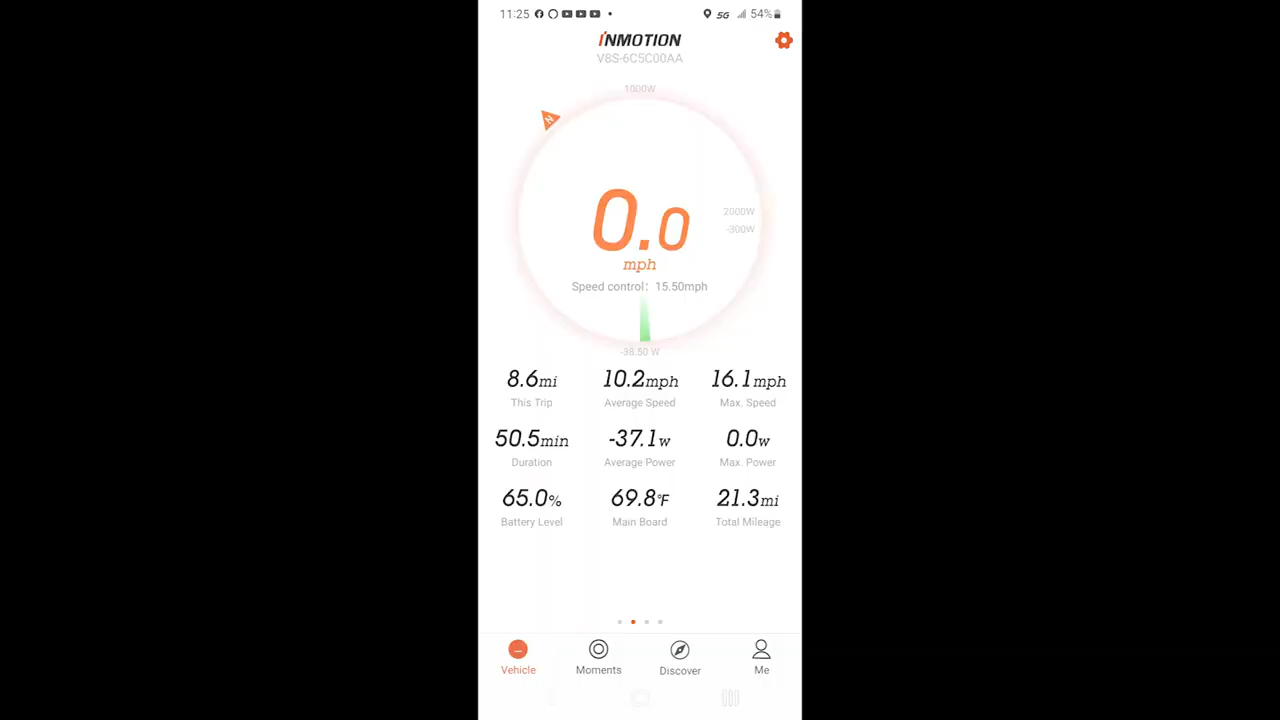 11:25 5G 54%
INMOTION
V8S-6C5C00AA
1000W
N
2000W
-300W
0.0
mph
Speed control: 15.50mph
-38.50 W
8.6mi 10.2mph 16.1mph
This Trip Average Speed Max. Speed
50.5min -37.1w 0.0w
Duration Average Power Max. Power
65.0% 69.8°F 21.3mi
Battery Level Main Board Total Mileage
Vehicle Moments Discover Me